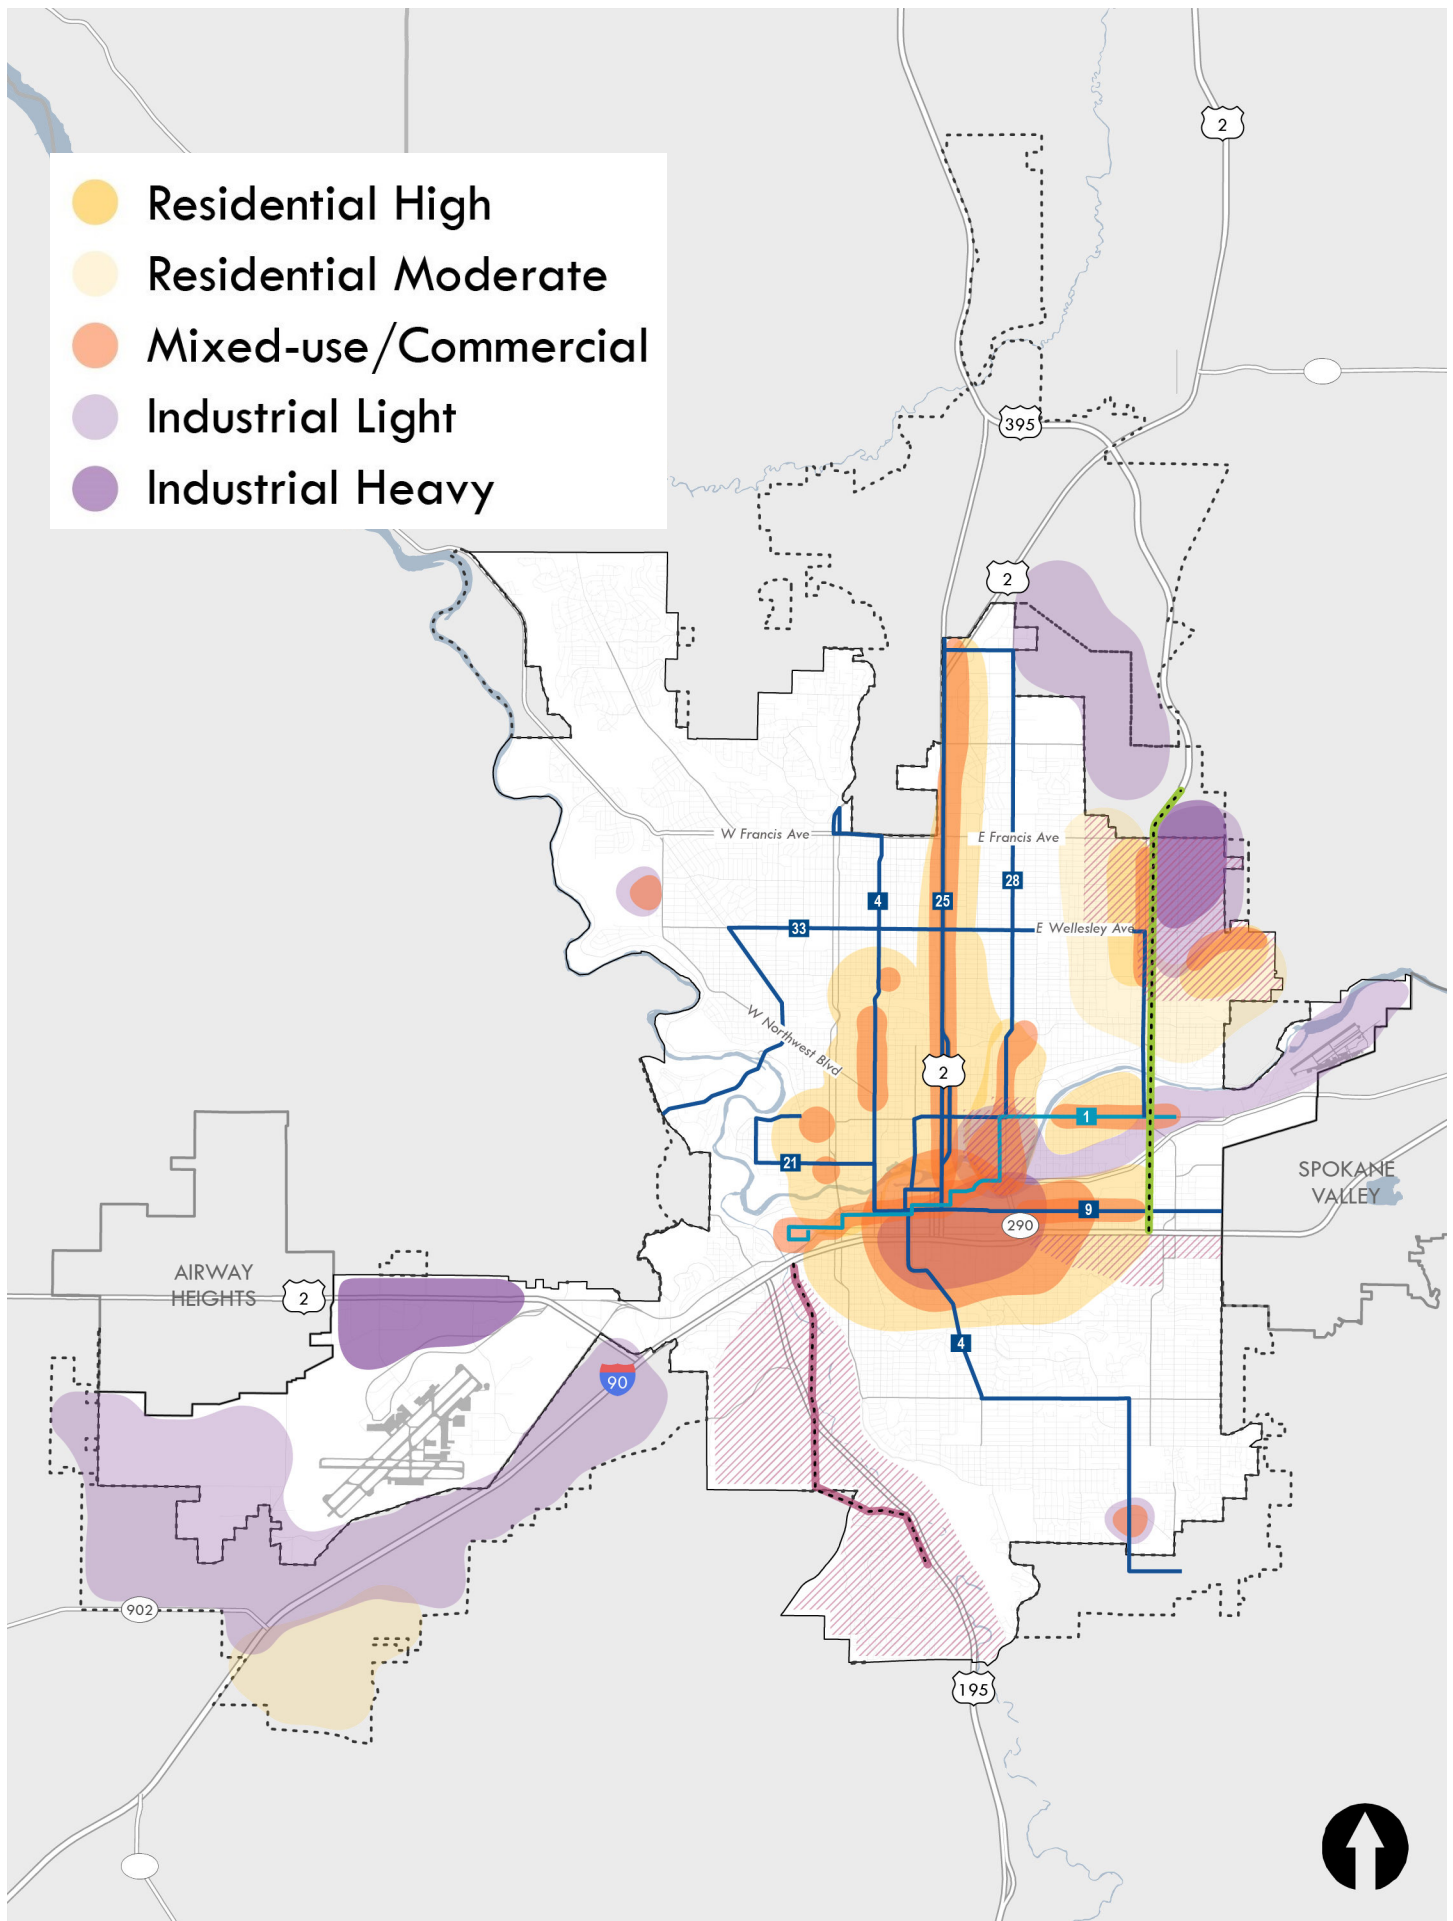 2
Residential High
Residential Moderate
Mixed-use/Commercial
Industrial Light
Industrial Heavy
395
2
W Francis Ave
E Francis Ave
28
4
25
33
E Wellesley Ave
W Northwest Blvd
2
1
21
SPOKANE
VALLEY
9
290
AIRWAY
HEIGHTS
2
4
90
902
195